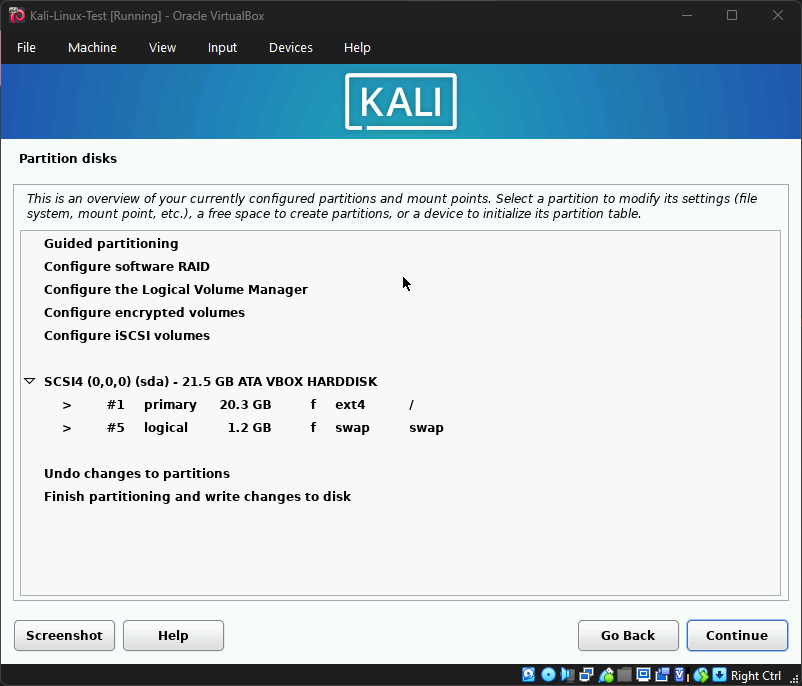 Kali-Linux-Test [Running] - Oracle VirtualBox
File Machine View Input Devices Help
KALI
Partition disks
This is an overview of your currently configured partitions and mount points. Select a partition to modify its settings (file
system, mount point, etc.), a free space to create partitions, or a device to initialize its partition table.
Guided partitioning
Configure software RAID
Configure the Logical Volume Manager
Configure encrypted volumes
Configure iSCSI volumes
SCSI4 (0,0,0) (sda) - 21.5 GB ATA VBOX HARDDISK
> #1 primary 20.3 GB f ext4 /
> #5 logical 1.2 GB f swap swap
Undo changes to partitions
Finish partitioning and write changes to disk
Screenshot Help Go Back Continue
Right Ctrl